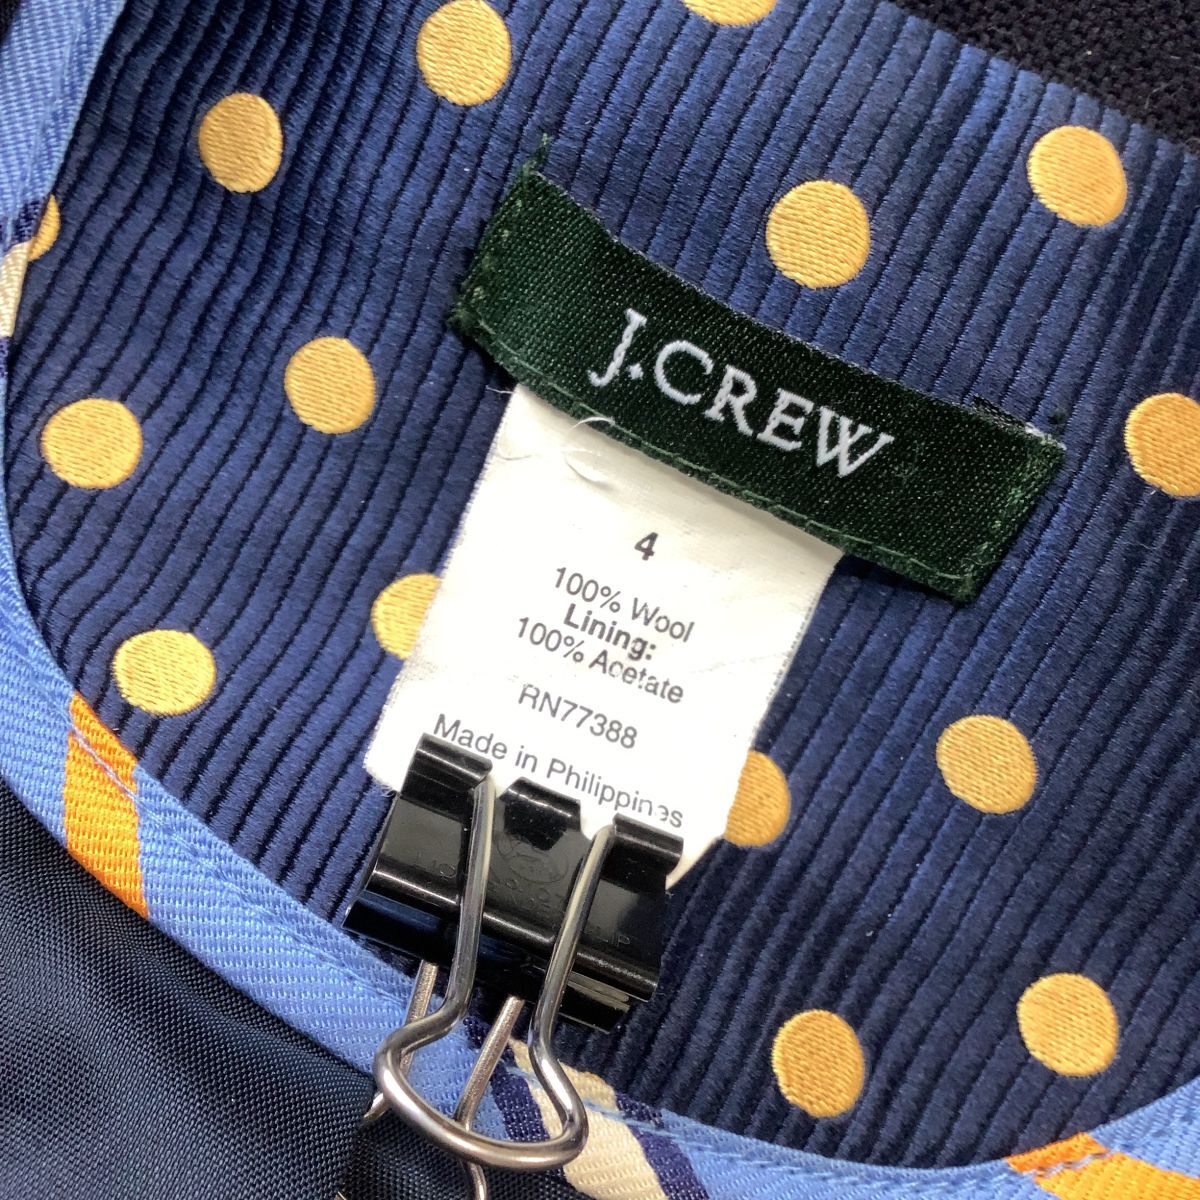 J.CREW
4
100% Wool
Lining:
100% Acetate
RN77388
Made in Philippines